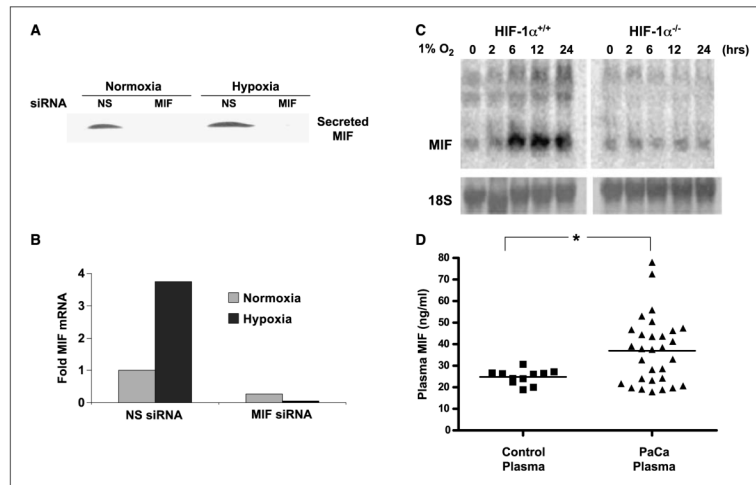 A
Normoxia Hypoxia
siRNA NS MIF NS MIF
Secreted
MIF
B
4
3
2
1
0
Fold MIF mRNA
Normoxia
Hypoxia
NS siRNA MIF siRNA
C
HIF-1α+/+ HIF-1α-/-
1% O2 0 2 6 12 24 0 2 6 12 24 (hrs)
MIF
18S
D
*
80
70
60
50
40
30
20
10
0
Plasma MIF (ng/ml)
Control
Plasma
PaCa
Plasma